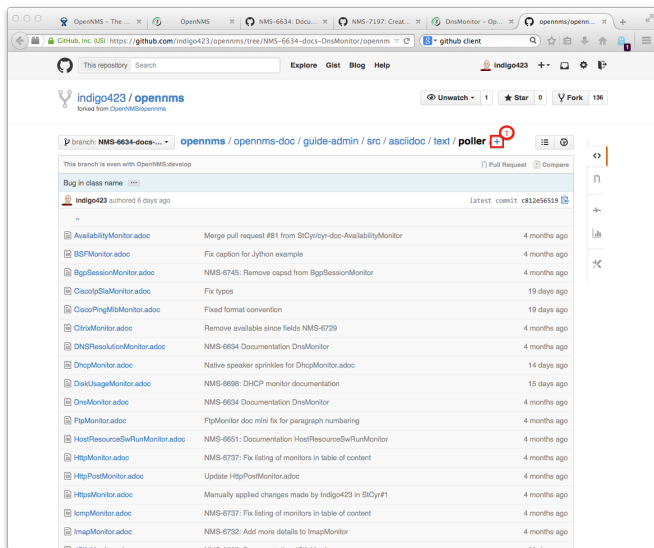 OpenNMS – The ...
OpenNMS
NMS-6634: Docu...
NMS-7197: Creat...
DnsMonitor – Op...
opennms/openn...
GitHub, Inc. (US) https://github.com/indigo423/opennms/tree/NMS-6634-docs-DnsMonitor/opennm
github client
1
This repository Search Explore Gist Blog Help indigo423
indigo423 / opennms
forked from OpenNMS/opennms
Unwatch 1 Star 0 Fork 136
1
branch: NMS-6634-docs-... opennms / opennms-doc / guide-admin / src / asciidoc / text / poller / +
This branch is even with OpenNMS:develop Pull Request Compare
Bug in class name ...
indigo423 authored 6 days ago latest commit c812e56519
..
AvailabilityMonitor.adoc Merge pull request #81 from StCyr/cyr-doc-AvailabilityMonitor 4 months ago
BSFMonitor.adoc Fix caption for Jython example 4 months ago
BgpSessionMonitor.adoc NMS-6745: Remove capsd from BgpSessionMonitor 4 months ago
CiscoIpSlaMonitor.adoc Fix typos 19 days ago
CiscoPingMibMonitor.adoc Fixed format convention 19 days ago
CitrixMonitor.adoc Remove available since fields NMS-6729 4 months ago
DNSResolutionMonitor.adoc NMS-6634 Documentation DnsMonitor 4 months ago
DhcpMonitor.adoc Native speaker sprinkles for DhcpMonitor.adoc 14 days ago
DiskUsageMonitor.adoc NMS-6698: DHCP monitor documentation 15 days ago
DnsMonitor.adoc NMS-6634 Documentation DnsMonitor 4 months ago
FtpMonitor.adoc FtpMonitor doc mini fix for paragraph numbering 4 months ago
HostResourceSwRunMonitor.adoc NMS-6651: Documentation HostResourceSwRunMonitor 4 months ago
HttpMonitor.adoc NMS-6737: Fix listing of monitors in table of content 4 months ago
HttpPostMonitor.adoc Update HttpPostMonitor.adoc 4 months ago
HttpsMonitor.adoc Manually applied changes made by Indigo423 in StCyr#1 4 months ago
IcmpMonitor.adoc NMS-6737: Fix listing of monitors in table of content 4 months ago
ImapMonitor.adoc NMS-6732: Add more details to ImapMonitor 4 months ago